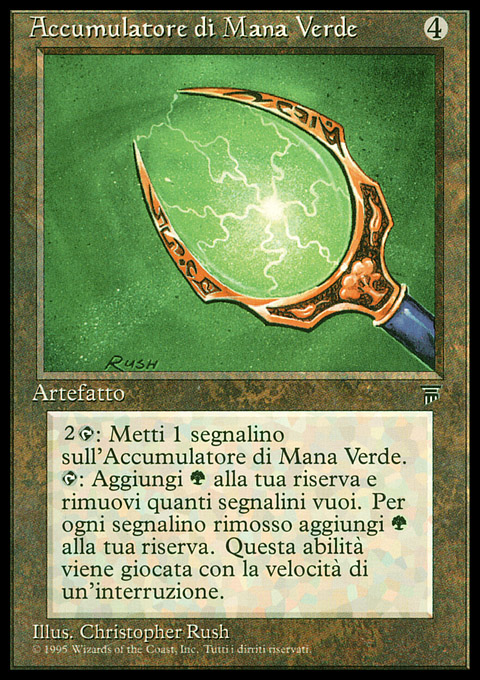 Accumulatore di Mana Verde 4
RUSH
Artefatto
2 : Metti 1 segnalino
sull'Accumulatore di Mana Verde.
: Aggiungi alla tua riserva e
rimuovi quanti segnalini vuoi. Per
ogni segnalino rimosso aggiungi
alla tua riserva. Questa abilità
viene giocata con la velocità di
un'interruzione.
Illus. Christopher Rush
© 1995 Wizards of the Coast, Inc. Tutti i diritti riservati.